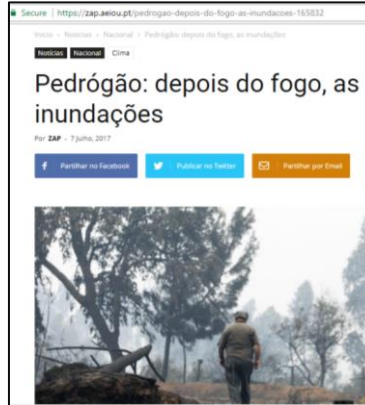 Secure | https://zap.aeiou.pt/pedrogao-depois-do-fogo-as-inundacoes-165832
Início › Notícias › Nacional › Pedrógão: depois do fogo, as inundações
Notícias Nacional Clima
Pedrógão: depois do fogo, as
inundações
Por ZAP - 7 Julho, 2017
f Partilhar no Facebook Publicar no Twitter Partilhar por Email